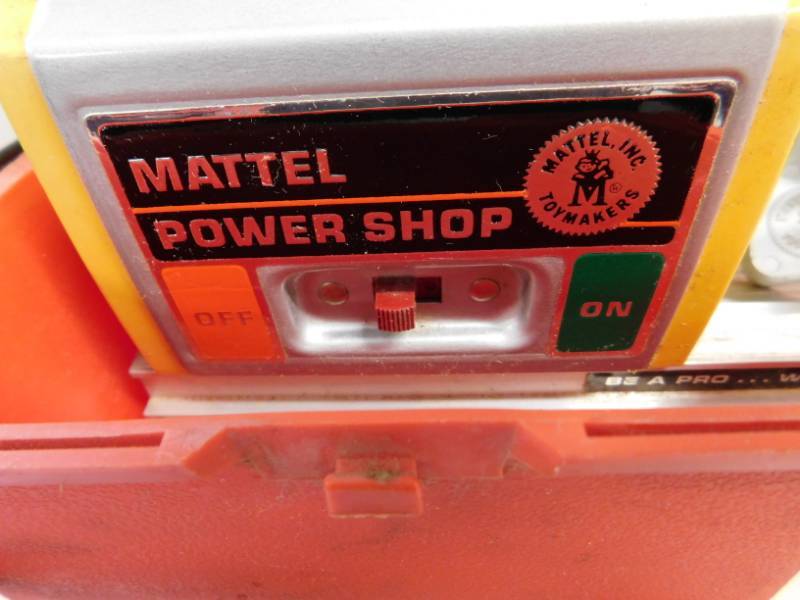 MATTEL
POWER SHOP
MATTEL, INC.
M
®
TOYMAKERS
OFF
ON
BE A PRO ... W